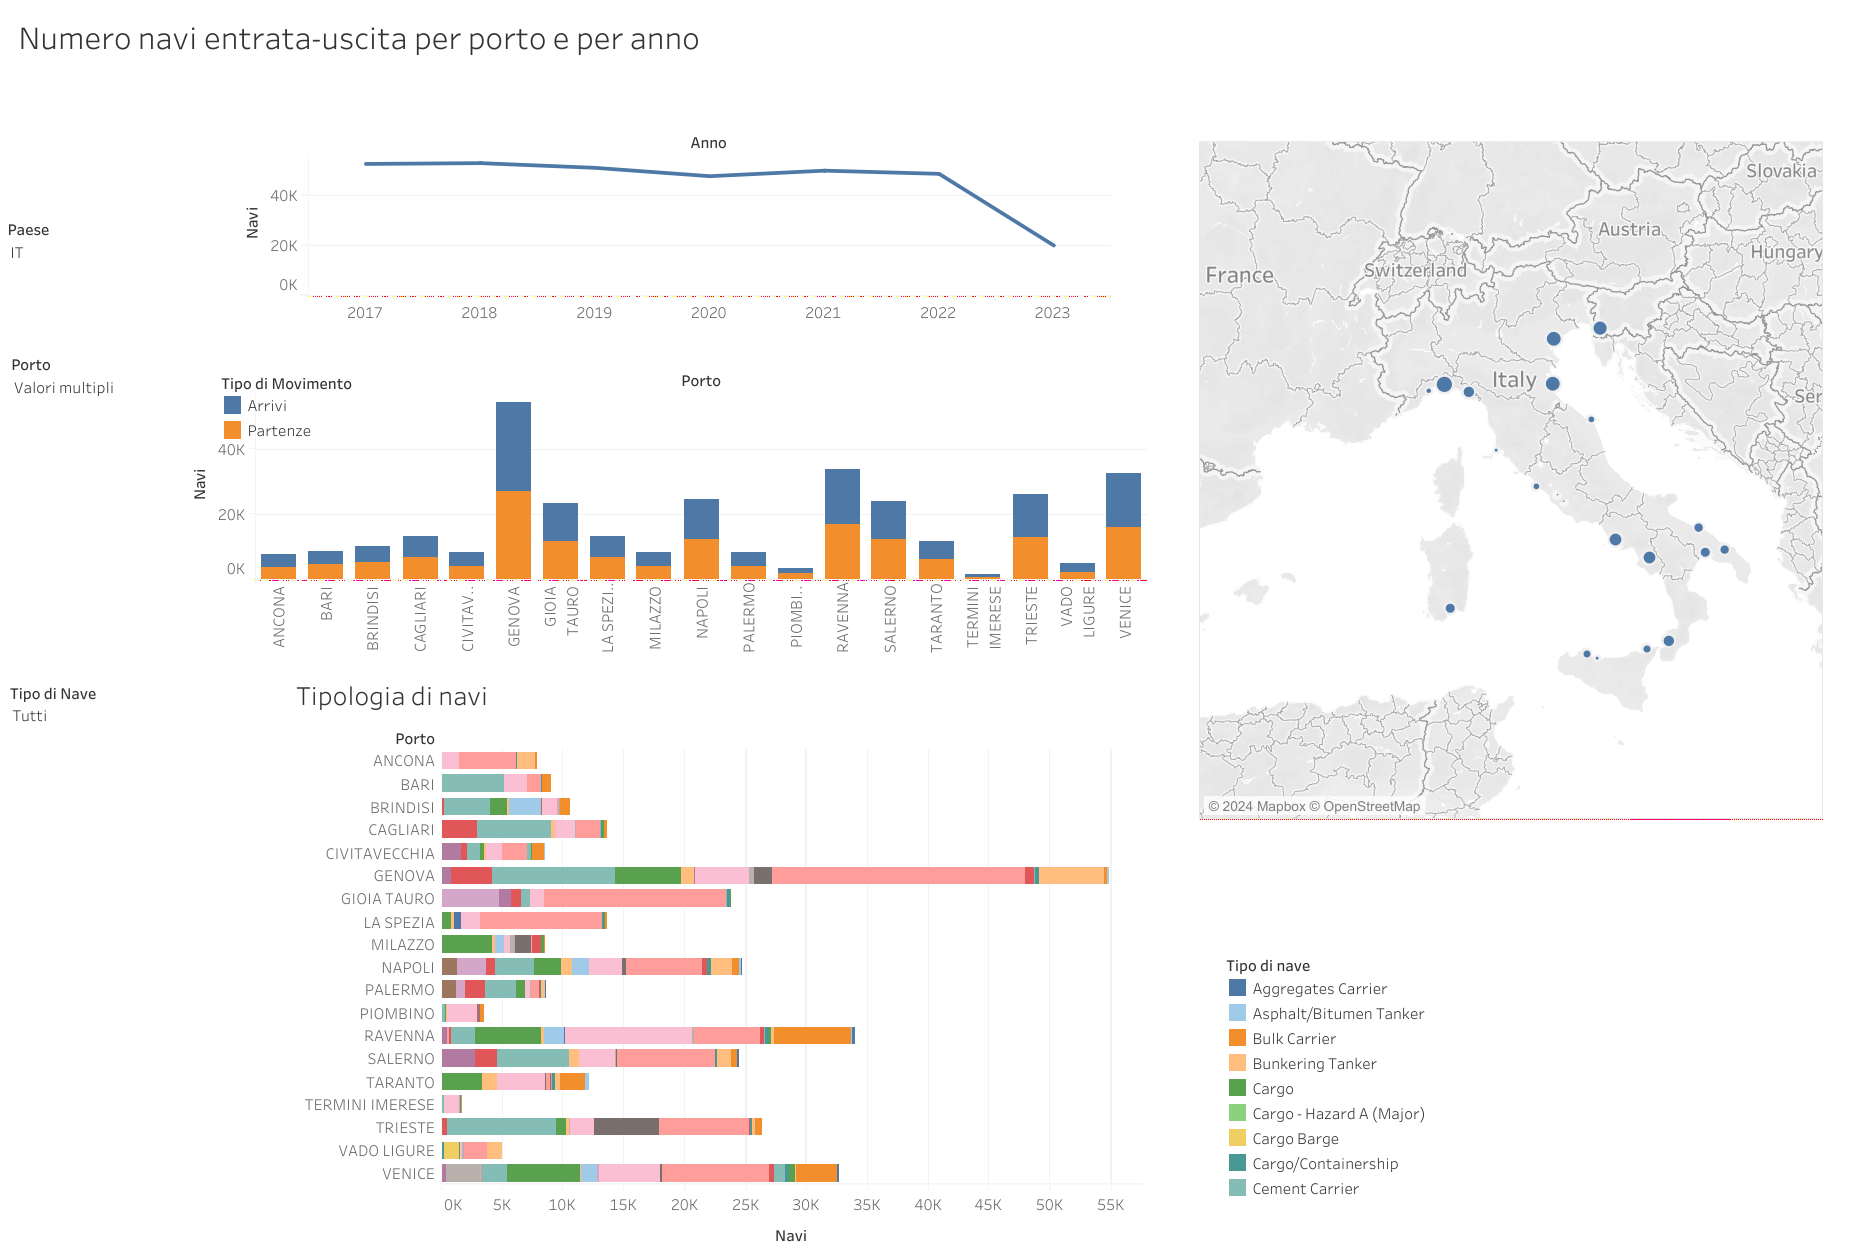 Numero navi entrata-uscita per porto e per anno
Anno
Navi
40K
20K
0K
2017 2018 2019 2020 2021 2022 2023
Paese
IT
Porto
Valori multipli
Tipo di Movimento
Arrivi
Partenze
Porto
Navi
40K
20K
0K
ANCONA
BARI
BRINDISI
CAGLIARI
CIVITAV..
GENOVA
GIOIA
TAURO
LA SPEZI..
MILAZZO
NAPOLI
PALERMO
PIOMBI..
RAVENNA
SALERNO
TARANTO
TERMINI
IMERESE
TRIESTE
VADO
LIGURE
VENICE
Tipo di Nave
Tutti
Tipologia di navi
Porto
ANCONA
BARI
BRINDISI
CAGLIARI
CIVITAVECCHIA
GENOVA
GIOIA TAURO
LA SPEZIA
MILAZZO
NAPOLI
PALERMO
PIOMBINO
RAVENNA
SALERNO
TARANTO
TERMINI IMERESE
TRIESTE
VADO LIGURE
VENICE
0K 5K 10K 15K 20K 25K 30K 35K 40K 45K 50K 55K
Navi
Slovakia
Austria
Hungary
Switzerland
France
Italy
Ser
© 2024 Mapbox © OpenStreetMap
Tipo di nave
Aggregates Carrier
Asphalt/Bitumen Tanker
Bulk Carrier
Bunkering Tanker
Cargo
Cargo - Hazard A (Major)
Cargo Barge
Cargo/Containership
Cement Carrier